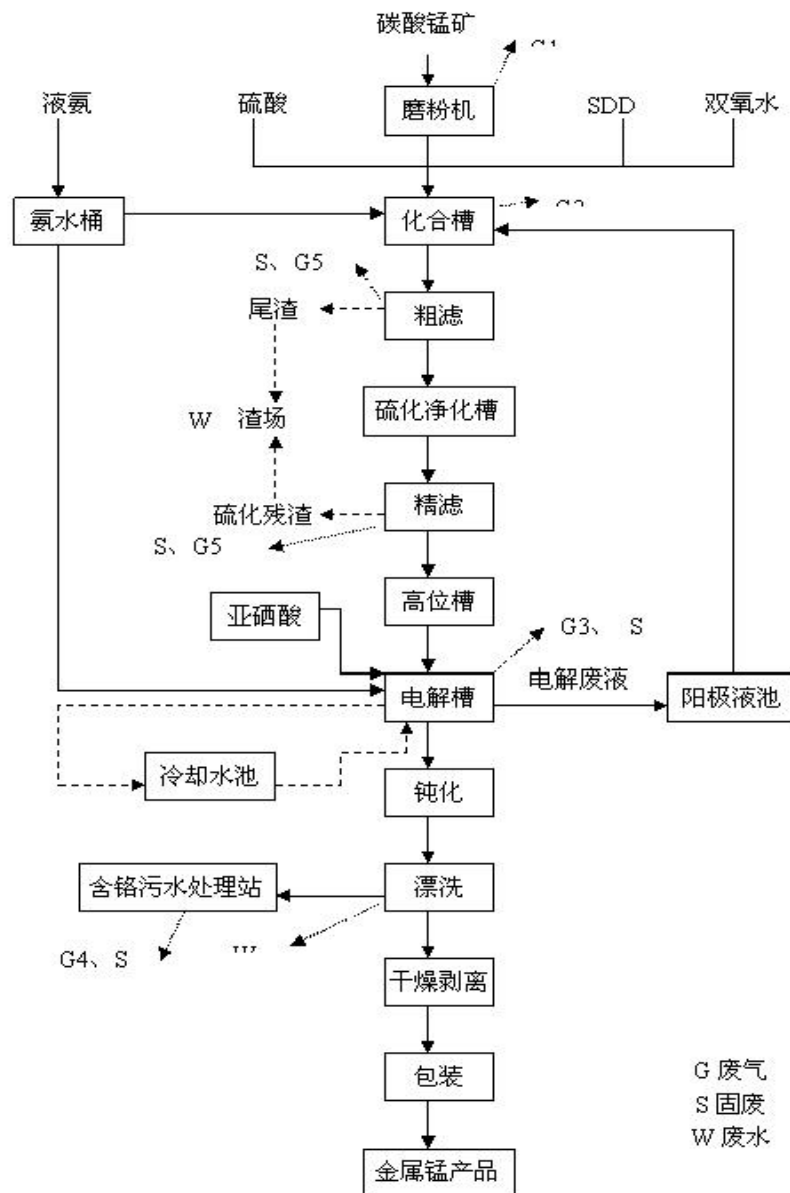 碳酸锰矿
液氨
硫酸
磨粉机
SDD
双氧水
氨水桶
化合槽
S、G5
尾渣
粗滤
硫化净化槽
W 渣场
精滤
硫化残渣
S、G5
高位槽
亚硒酸
G3、 S
电解槽
电解废液
阳极液池
冷却水池
钝化
含铬污水处理站
漂洗
G4、S
干燥剥离
包装
G 废气
S 固废
W 废水
金属锰产品